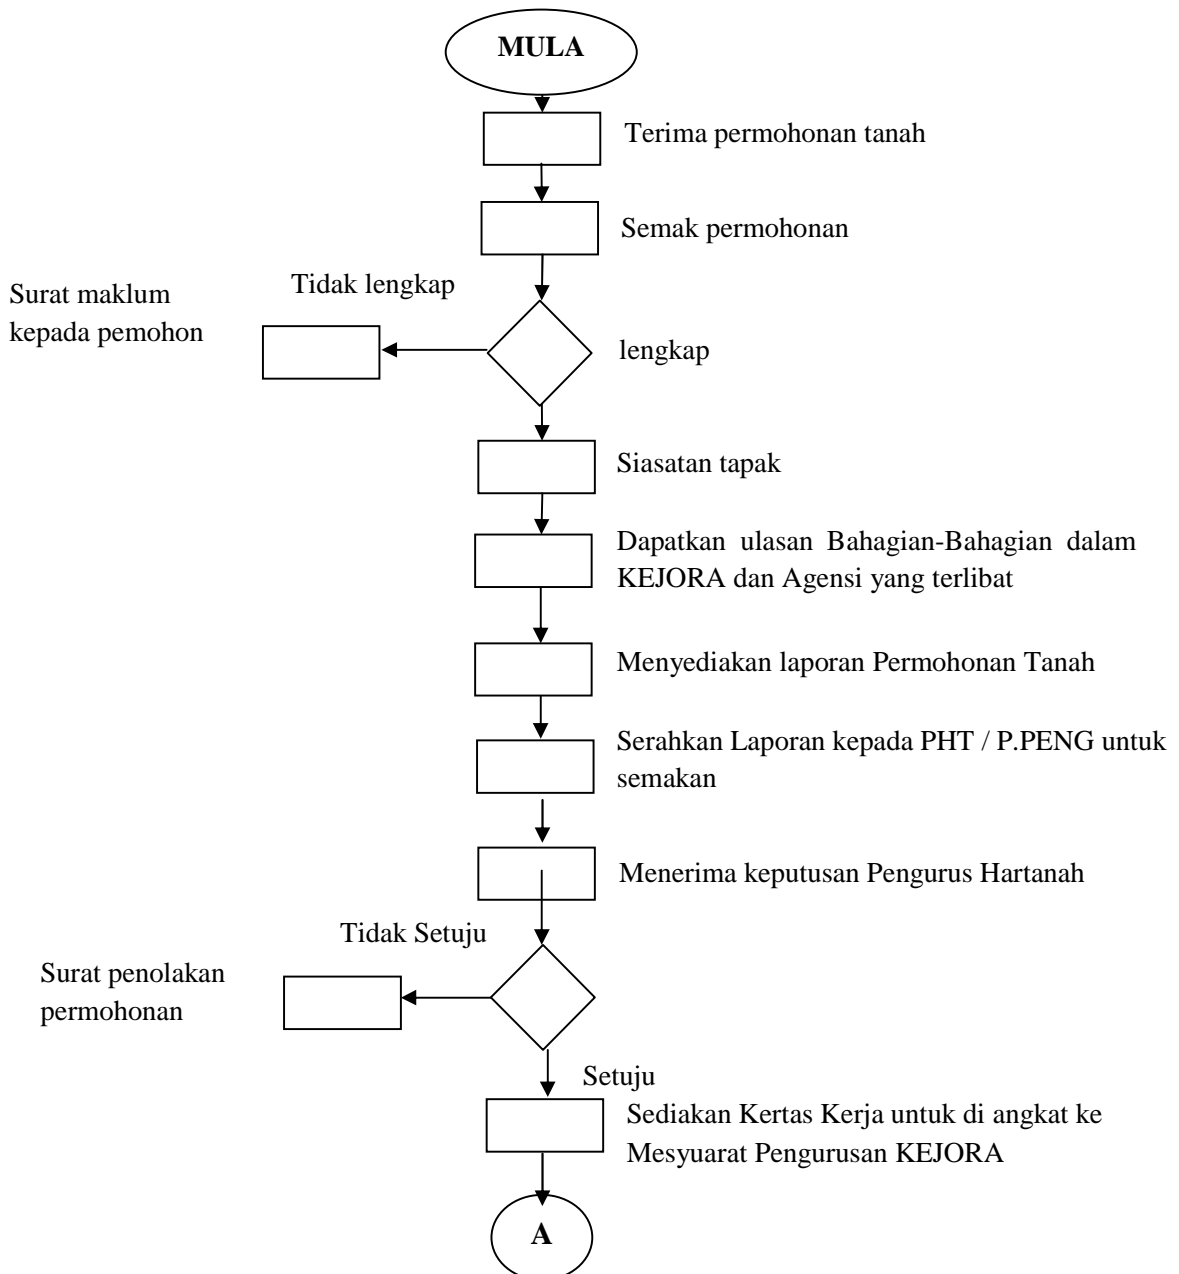 MULA
Terima permohonan tanah
Semak permohonan
Tidak lengkap
Surat maklum
kepada pemohon
lengkap
Siasatan tapak
Dapatkan ulasan Bahagian-Bahagian dalam
KEJORA dan Agensi yang terlibat
Menyediakan laporan Permohonan Tanah
Serahkan Laporan kepada PHT / P.PENG untuk
semakan
Menerima keputusan Pengurus Hartanah
Tidak Setuju
Surat penolakan
permohonan
Setuju
Sediakan Kertas Kerja untuk di angkat ke
Mesyuarat Pengurusan KEJORA
A